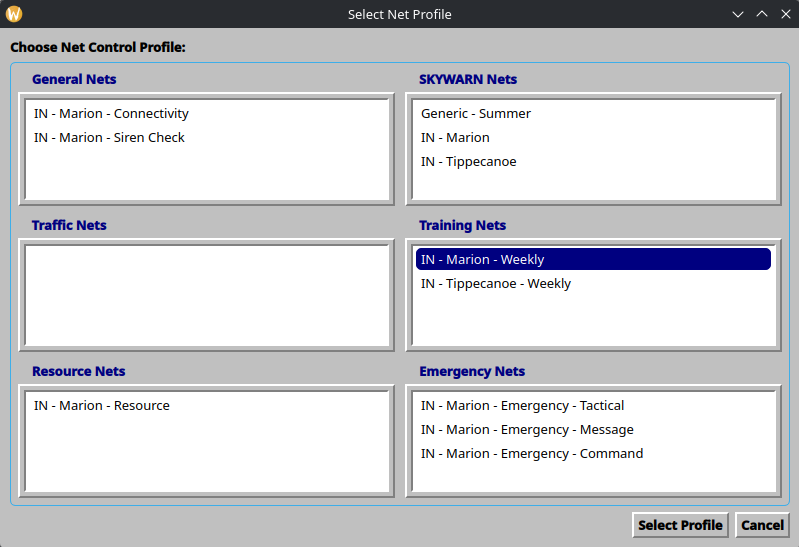 W
Select Net Profile
Choose Net Control Profile:
General Nets
IN - Marion - Connectivity
IN - Marion - Siren Check
SKYWARN Nets
Generic - Summer
IN - Marion
IN - Tippecanoe
Traffic Nets
Training Nets
IN - Marion - Weekly
IN - Tippecanoe - Weekly
Resource Nets
IN - Marion - Resource
Emergency Nets
IN - Marion - Emergency - Tactical
IN - Marion - Emergency - Message
IN - Marion - Emergency - Command
Select Profile
Cancel